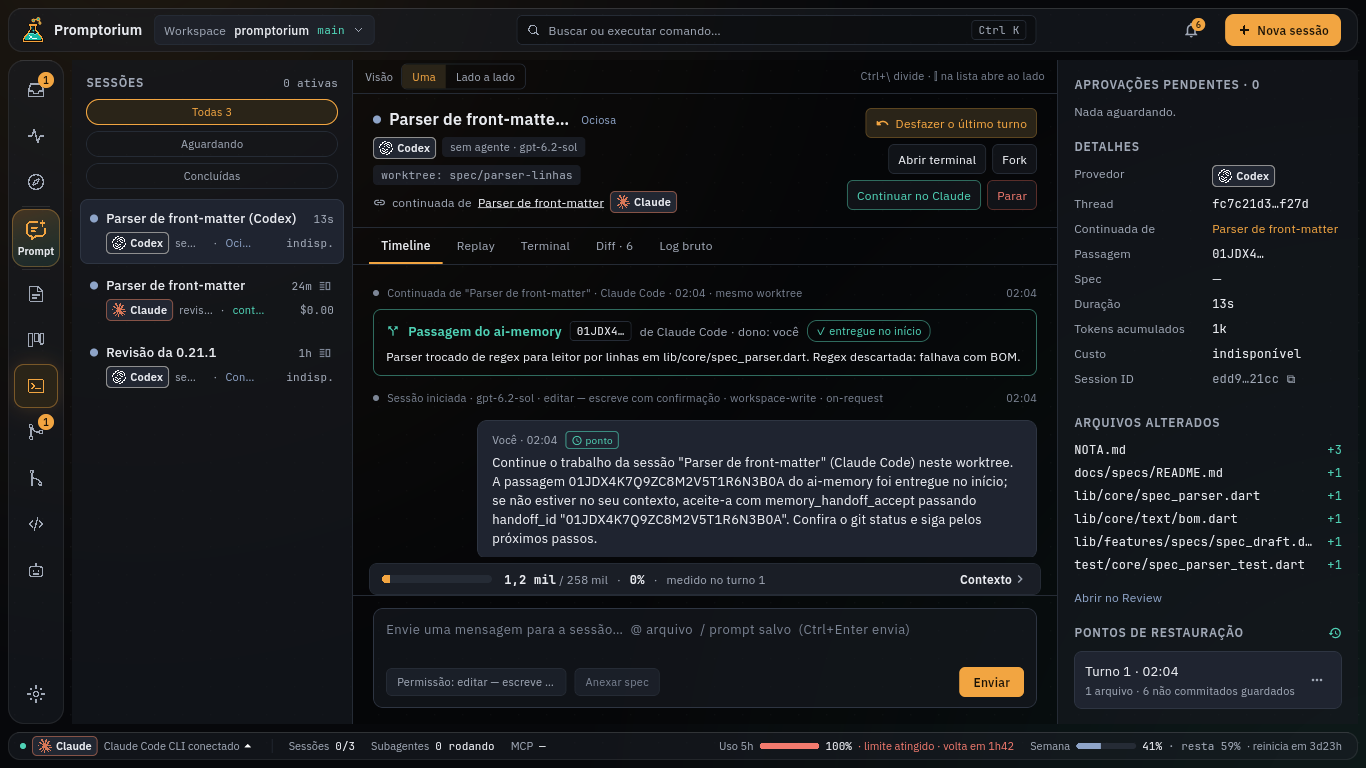 Promptorium
Workspace promptorium main
Buscar ou executar comando... Ctrl K
6
+ Nova sessão
1
Prompt
1
SESSÕES 0 ativas
Todas 3
Aguardando
Concluídas
Parser de front-matter (Codex) 13s
Codex se... · Oci... indisp.
Parser de front-matter 24m
Claude revis... · cont... $0.00
Revisão da 0.21.1 1h
Codex se... · Con... indisp.
Visão Uma Lado a lado
Ctrl+\ divide · ∥ na lista abre ao lado
Parser de front-matte... Ociosa
Codex sem agente · gpt-6.2-sol
worktree: spec/parser-linhas
continuada de Parser de front-matter Claude
Desfazer o último turno
Abrir terminal Fork
Continuar no Claude Parar
Timeline Replay Terminal Diff · 6 Log bruto
Continuada de "Parser de front-matter" · Claude Code · 02:04 · mesmo worktree 02:04
Passagem do ai-memory 01JDX4… de Claude Code · dono: você ✓ entregue no início
Parser trocado de regex para leitor por linhas em lib/core/spec_parser.dart. Regex descartada: falhava com BOM.
Sessão iniciada · gpt-6.2-sol · editar — escreve com confirmação · workspace-write · on-request 02:04
Você · 02:04 ponto
Continue o trabalho da sessão "Parser de front-matter" (Claude Code) neste worktree.
A passagem 01JDX4K7Q9ZC8M2V5T1R6N3B0A do ai-memory foi entregue no início;
se não estiver no seu contexto, aceite-a com memory_handoff_accept passando
handoff_id "01JDX4K7Q9ZC8M2V5T1R6N3B0A". Confira o git status e siga pelos
próximos passos.
1,2 mil / 258 mil · 0% · medido no turno 1 Contexto
Envie uma mensagem para a sessão... @ arquivo / prompt salvo (Ctrl+Enter envia)
Permissão: editar — escreve ... Anexar spec Enviar
APROVAÇÕES PENDENTES · 0
Nada aguardando.
DETALHES
Provedor Codex
Thread fc7c21d3…f27d
Continuada de Parser de front-matter
Passagem 01JDX4…
Spec —
Duração 13s
Tokens acumulados 1k
Custo indisponível
Session ID edd9…21cc
ARQUIVOS ALTERADOS
NOTA.md +3
docs/specs/README.md +1
lib/core/spec_parser.dart +1
lib/core/text/bom.dart +1
lib/features/specs/spec_draft.d… +1
test/core/spec_parser_test.dart +1
Abrir no Review
PONTOS DE RESTAURAÇÃO
Turno 1 · 02:04
1 arquivo · 6 não commitados guardados
Claude Claude Code CLI conectado Sessões 0/3 Subagentes 0 rodando MCP — Uso 5h 100% · limite atingido · volta em 1h42 Semana 41% · resta 59% · reinicia em 3d23h